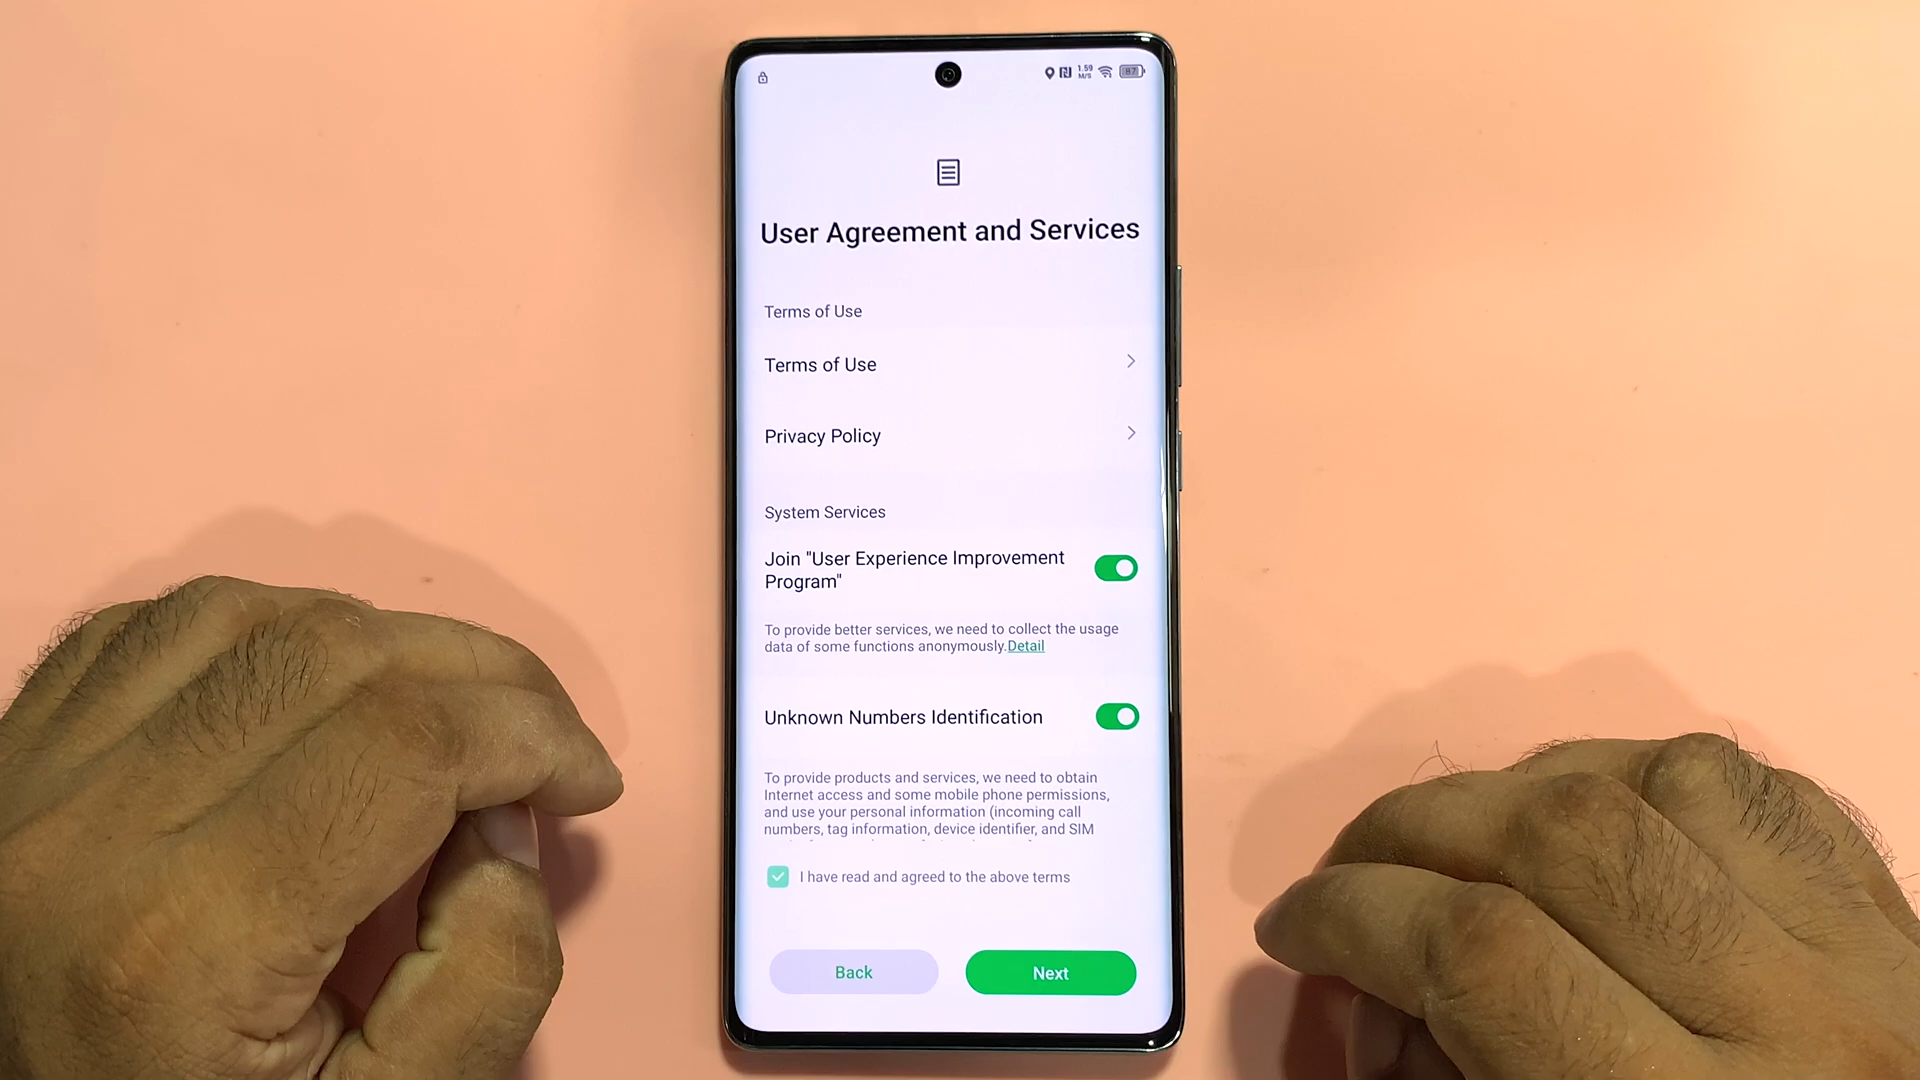 1.59
M/S
87
User Agreement and Services
Terms of Use
Terms of Use
Privacy Policy
System Services
Join "User Experience Improvement
Program"
To provide better services, we need to collect the usage
data of some functions anonymously.Detail
Unknown Numbers Identification
To provide products and services, we need to obtain
Internet access and some mobile phone permissions,
and use your personal information (incoming call
numbers, tag information, device identifier, and SIM
I have read and agreed to the above terms
Back
Next